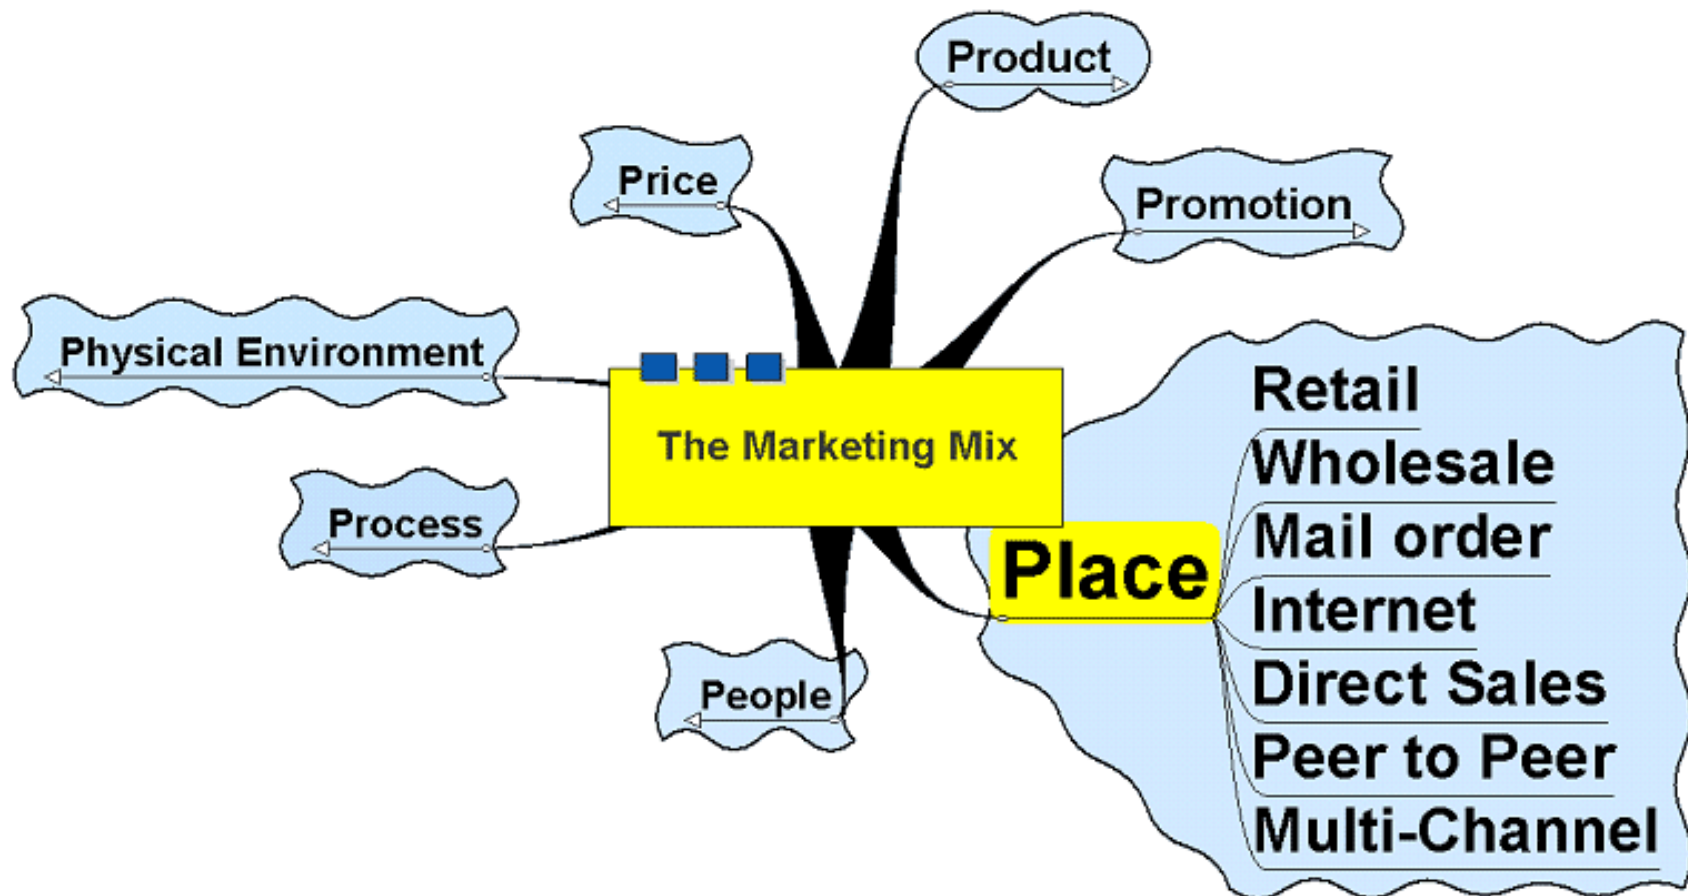 Product
Price
Promotion
Physical Environment
The Marketing Mix
Process
People
Place
Retail
Wholesale
Mail order
Internet
Direct Sales
Peer to Peer
Multi-Channel